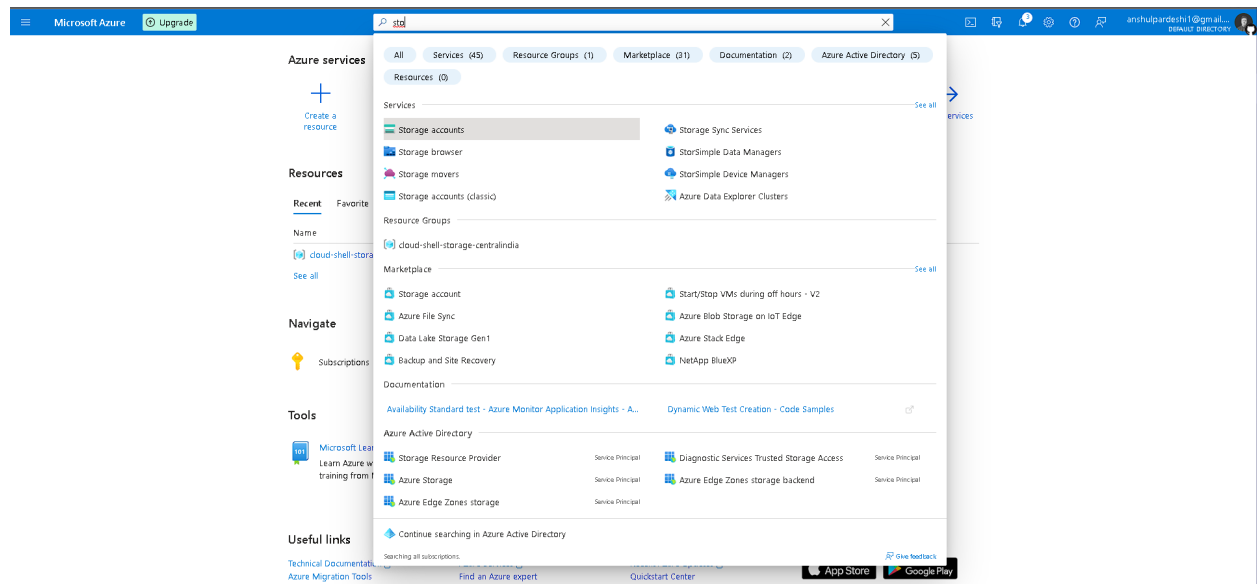 Microsoft Azure
Upgrade
sto
anshulpardeshi1@gmail....
DEFAULT DIRECTORY
3
Azure services
Create a
resource
ervices
Resources
Recent Favorite
Name
cloud-shell-stora
See all
Navigate
Subscriptions
Tools
101
Microsoft Lear
Learn Azure w
training from
Useful links
Technical Documentati
Azure Migration Tools
Find an Azure expert
Quickstart Center
App Store
Google Play
All Services (45) Resource Groups (1) Marketplace (31) Documentation (2) Azure Active Directory (5)
Resources (0)
Services See all
Storage accounts
Storage Sync Services
Storage browser
StorSimple Data Managers
Storage movers
StorSimple Device Managers
Storage accounts (classic)
Azure Data Explorer Clusters
Resource Groups
cloud-shell-storage-centralindia
Marketplace See all
Storage account
Start/Stop VMs during off hours - V2
Azure File Sync
Azure Blob Storage on IoT Edge
Data Lake Storage Gen1
Azure Stack Edge
Backup and Site Recovery
NetApp BlueXP
Documentation
Availability Standard test - Azure Monitor Application Insights - A...
Dynamic Web Test Creation - Code Samples
Azure Active Directory
Storage Resource Provider Service Principal
Diagnostic Services Trusted Storage Access Service Principal
Azure Storage Service Principal
Azure Edge Zones storage backend Service Principal
Azure Edge Zones storage Service Principal
Continue searching in Azure Active Directory
Searching all subscriptions.
Give feedback